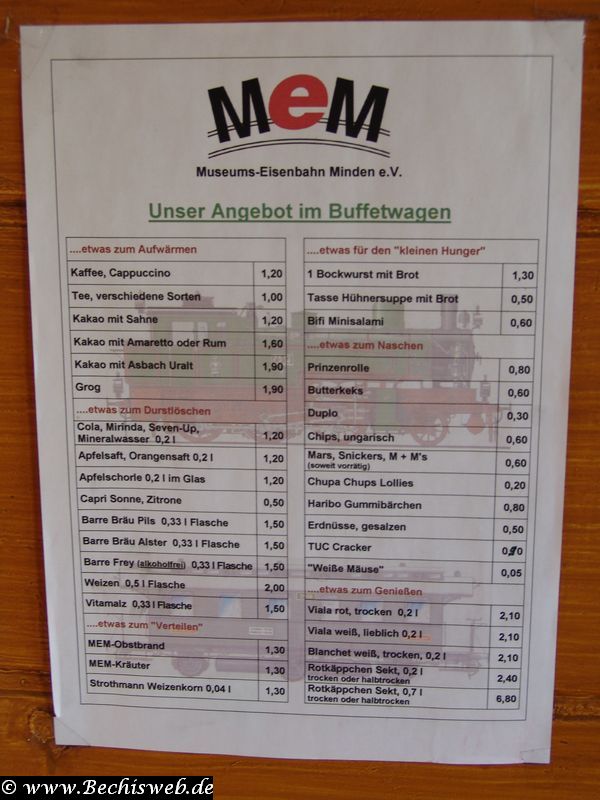 MeM
Museums-Eisenbahn Minden e.V.
Unser Angebot im Buffetwagen
....etwas zum Aufwärmen
Kaffee, Cappuccino 1,20
Tee, verschiedene Sorten 1,00
Kakao mit Sahne 1,20
Kakao mit Amaretto oder Rum 1,60
Kakao mit Asbach Uralt 1,90
Grog 1,90
....etwas zum Durstlöschen
Cola, Mirinda, Seven-Up,
Mineralwasser 0,2 l 1,20
Apfelsaft, Orangensaft 0,2 l 1,20
Apfelschorle 0,2 l im Glas 1,20
Capri Sonne, Zitrone 0,50
Barre Bräu Pils 0,33 l Flasche 1,50
Barre Bräu Alster 0,33 l Flasche 1,50
Barre Frey (alkoholfrei) 0,33 l Flasche 1,50
Weizen 0,5 l Flasche 2,00
Vitamalz 0,33 l Flasche 1,50
....etwas zum "Verteilen"
MEM-Obstbrand 1,30
MEM-Kräuter 1,30
Strothmann Weizenkorn 0,04 l 1,30
....etwas für den "kleinen Hunger"
1 Bockwurst mit Brot 1,30
Tasse Hühnersuppe mit Brot 0,50
Bifi Minisalami 0,60
....etwas zum Naschen
Prinzenrolle 0,80
Butterkeks 0,60
Duplo 0,30
Chips, ungarisch 0,60
Mars, Snickers, M + M's
(soweit vorrätig) 0,60
Chupa Chups Lollies 0,20
Haribo Gummibärchen 0,80
Erdnüsse, gesalzen 0,50
TUC Cracker
"Weiße Mäuse" 0,05
....etwas zum Genießen
Viala rot, trocken 0,2 l 2,10
Viala weiß, lieblich 0,2 l 2,10
Blanchet weiß, trocken, 0,2 l 2,10
Rotkäppchen Sekt, 0,2 l
trocken oder halbtrocken 2,40
Rotkäppchen Sekt, 0,7 l
trocken oder halbtrocken 6,80
© www.Bechisweb.de